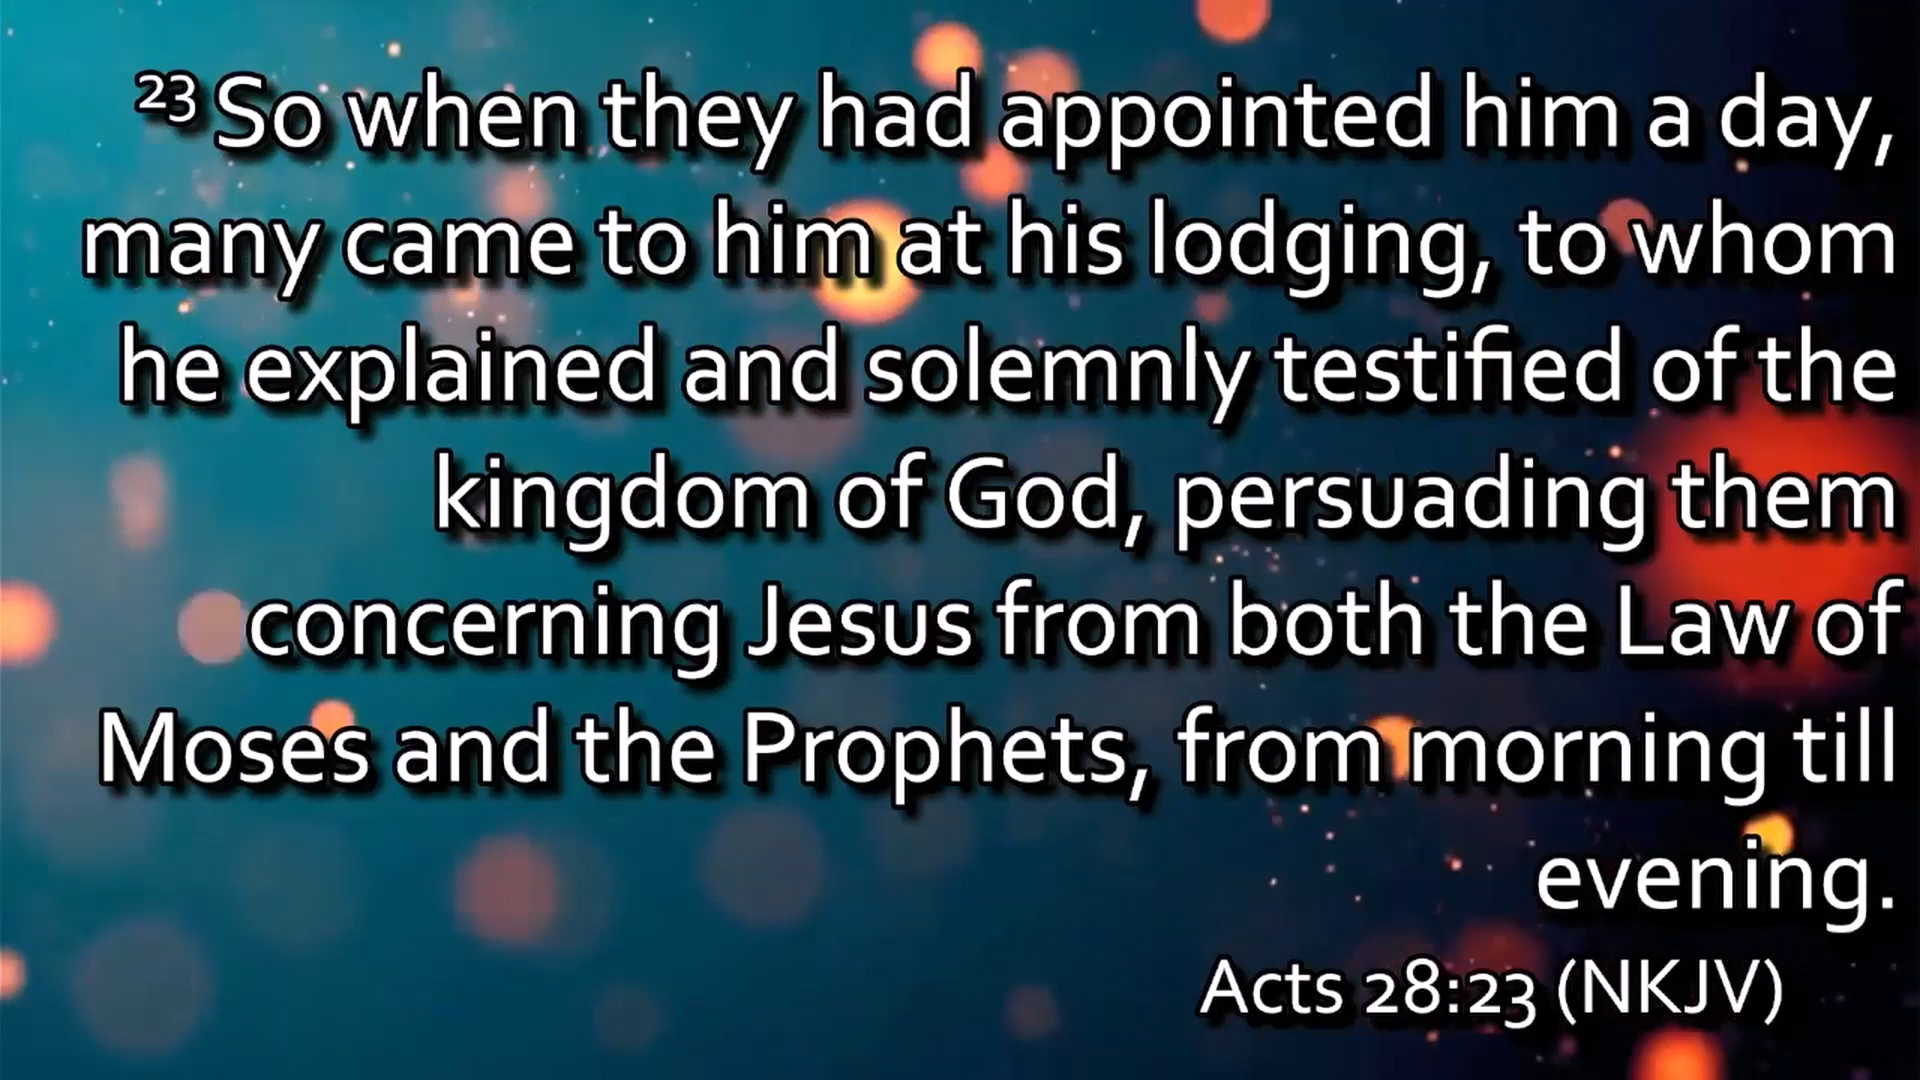 ²³ So when they had appointed him a day,
many came to him at his lodging, to whom
he explained and solemnly testified of the
kingdom of God, persuading them
concerning Jesus from both the Law of
Moses and the Prophets, from morning till
evening.
Acts 28:23 (NKJV)